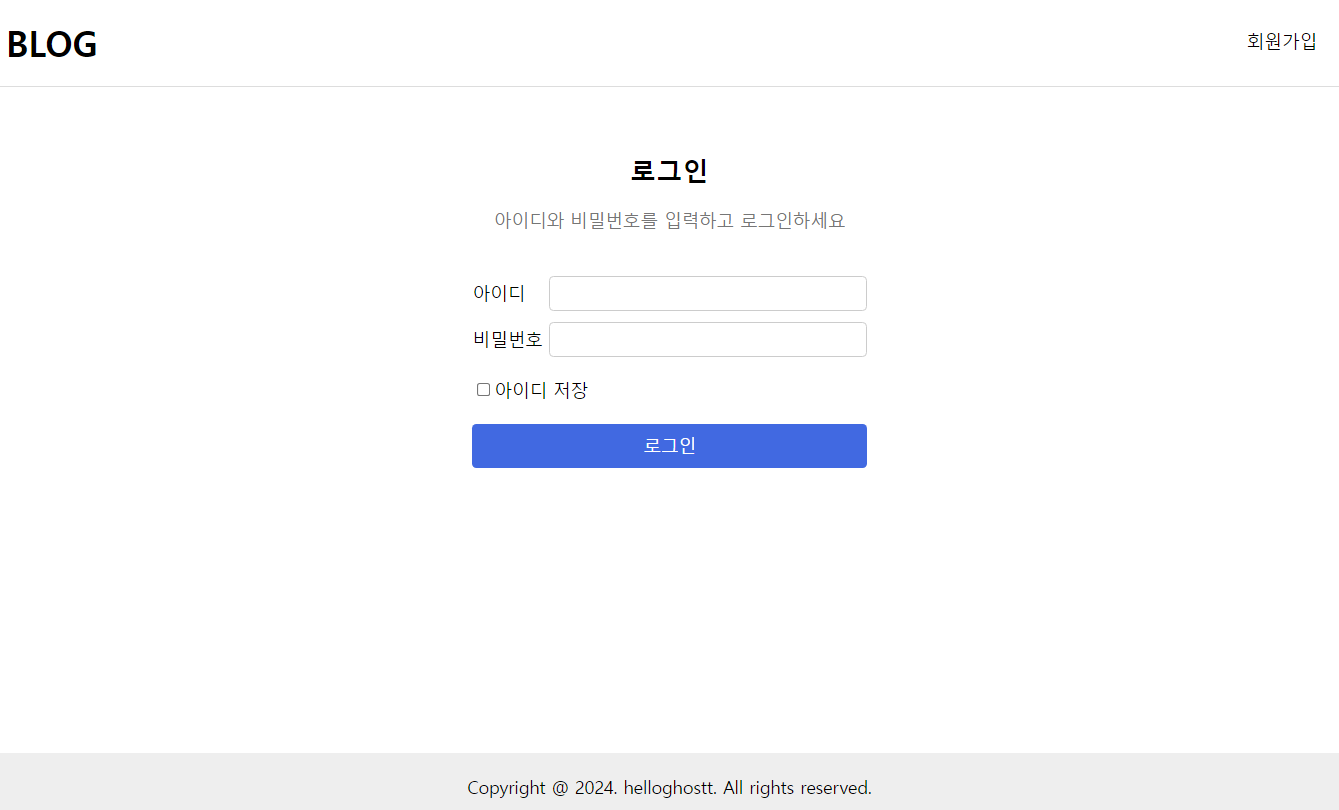 BLOG
회원가입
로그인
아이디와 비밀번호를 입력하고 로그인하세요
아이디
비밀번호
아이디 저장
로그인
Copyright @ 2024. helloghostt. All rights reserved.